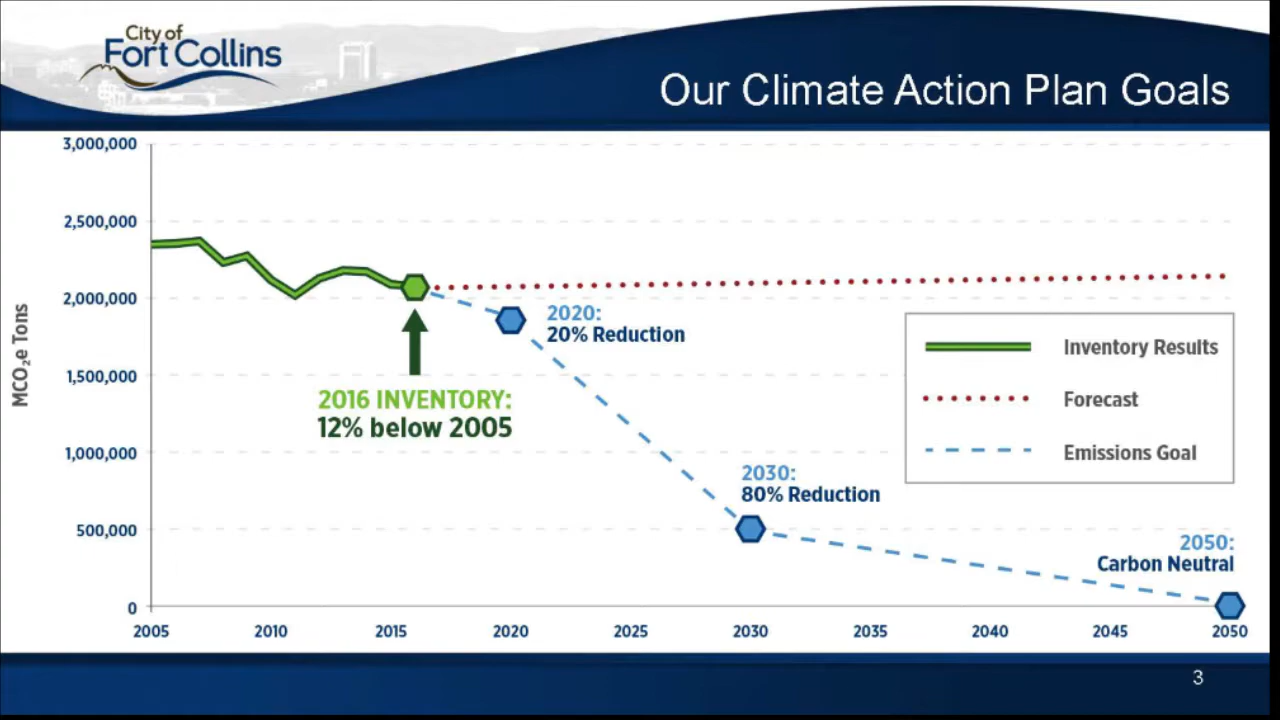 City of
Fort Collins
Our Climate Action Plan Goals
3,000,000
2,500,000
2,000,000
1,500,000
1,000,000
500,000
0
MCO₂e Tons
2020:
20% Reduction
2016 INVENTORY:
12% below 2005
2030:
80% Reduction
2050:
Carbon Neutral
Inventory Results
Forecast
Emissions Goal
2005 2010 2015 2020 2025 2030 2035 2040 2045 2050
3